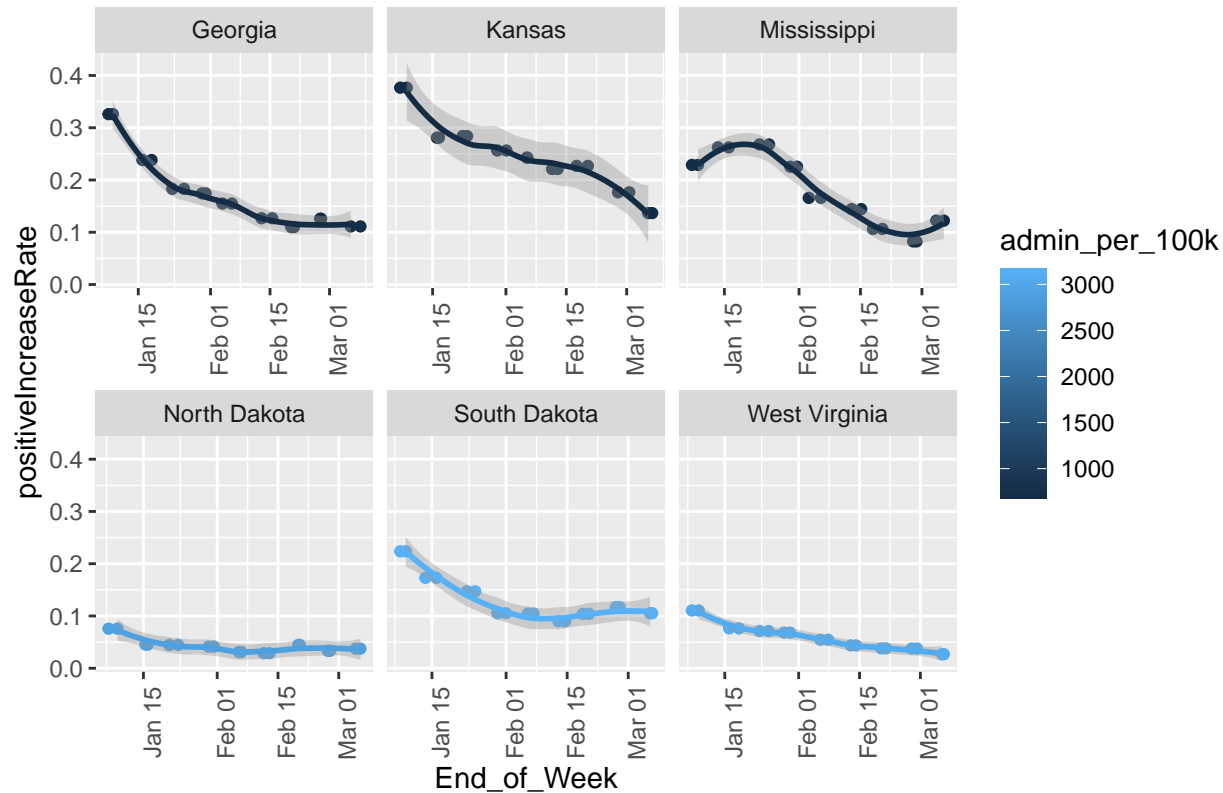 Georgia Kansas Mississippi
0.4
0.3
0.2
0.1
0.0
Jan 15 Feb 01 Feb 15 Mar 01 Jan 15 Feb 01 Feb 15 Mar 01 Jan 15 Feb 01 Feb 15 Mar 01
North Dakota South Dakota West Virginia
0.4
0.3
0.2
0.1
0.0
Jan 15 Feb 01 Feb 15 Mar 01 Jan 15 Feb 01 Feb 15 Mar 01 Jan 15 Feb 01 Feb 15 Mar 01
End_of_Week
positiveIncreaseRate
admin_per_100k
3000
2500
2000
1500
1000